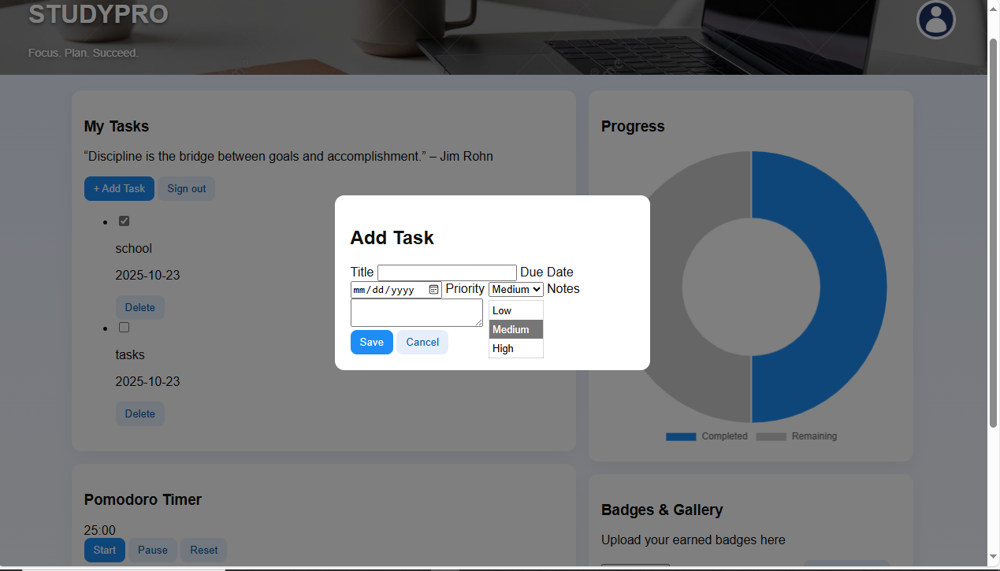 STUDYPRO
Focus. Plan. Succeed.
My Tasks
“Discipline is the bridge between goals and accomplishment.” – Jim Rohn
+ Add Task Sign out
school
2025-10-23
Delete
tasks
2025-10-23
Delete
Progress
Completed Remaining
Add Task
Title Due Date
mm/dd/yyyy Priority Medium Notes
Low
Medium
High
Save Cancel
Pomodoro Timer
25:00
Start Pause Reset
Badges & Gallery
Upload your earned badges here